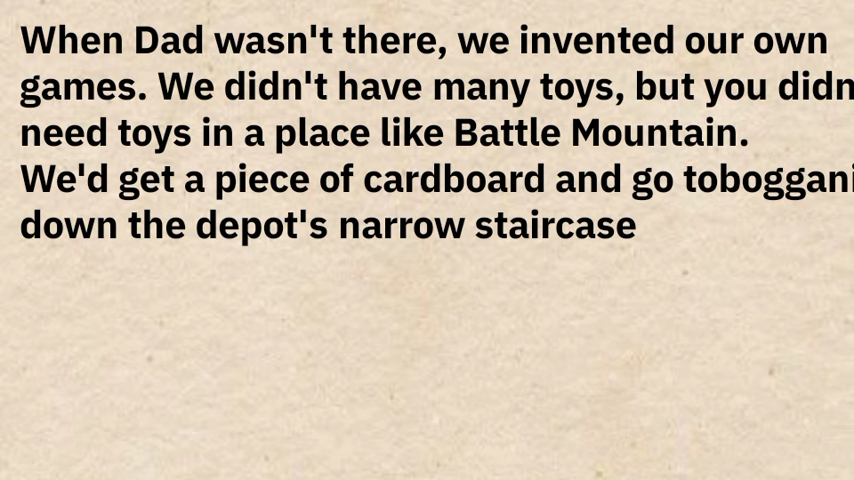 When Dad wasn't there, we invented our own
games. We didn't have many toys, but you didn
need toys in a place like Battle Mountain.
We'd get a piece of cardboard and go toboggani
down the depot's narrow staircase